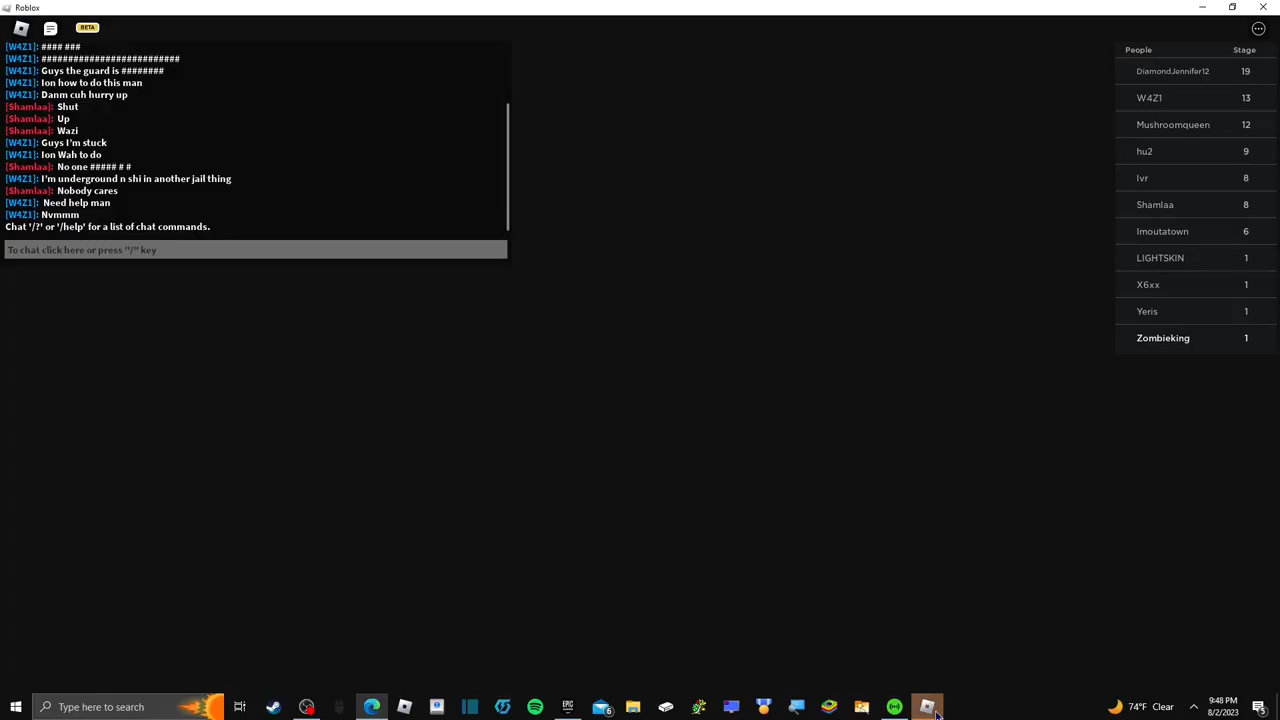 Roblox
BETA
[W4Z1]: #### ###
[W4Z1]: ##########################
[W4Z1]: Guys the guard is ########
[W4Z1]: Ion how to do this man
[W4Z1]: Danm cuh hurry up
[Shamlaa]: Shut
[Shamlaa]: Up
[Shamlaa]: Wazi
[W4Z1]: Guys I'm stuck
[W4Z1]: Ion Wah to do
[Shamlaa]: No one ##### # #
[W4Z1]: I'm underground n shi in another jail thing
[Shamlaa]: Nobody cares
[W4Z1]: Need help man
[W4Z1]: Nvmmm
Chat '/?' or '/help' for a list of chat commands.
To chat click here or press "/" key
People Stage
DiamondJennifer12 19
W4Z1 13
Mushroomqueen 12
hu2 9
Shamlaa 8
Imoutatown 6
LIGHTSKIN 1
X6xx 1
Yeris 1
Zombieking 1
Type here to search
EPIC
6
74°F Clear
9:48 PM
8/2/2023